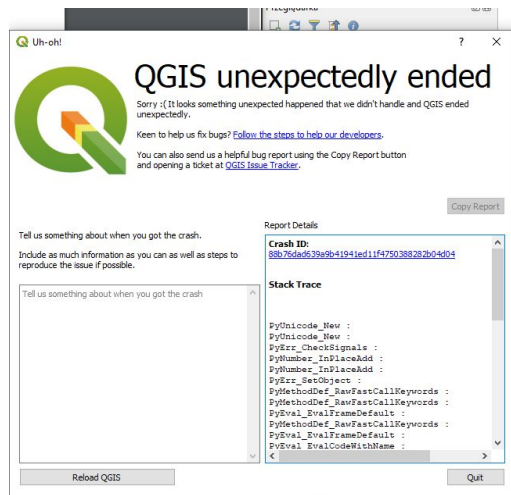 Przeglądarka
Uh-oh!
?
QGIS unexpectedly ended
Sorry :( It looks something unexpected happened that we didn't handle and QGIS ended
unexpectedly.
Keen to help us fix bugs? Follow the steps to help our developers.
You can also send us a helpful bug report using the Copy Report button
and opening a ticket at QGIS Issue Tracker.
Copy Report
Tell us something about when you got the crash.
Include as much information as you can as well as steps to
reproduce the issue if possible.
Tell us something about when you got the crash
Report Details
Crash ID:
88b76dad639a9b41941ed11f4750388282b04d04
Stack Trace
PyUnicode_New :
PyUnicode_New :
PyErr_CheckSignals :
PyNumber_InPlaceAdd :
PyNumber_InPlaceAdd :
PyErr_SetObject :
PyMethodDef_RawFastCallKeywords :
PyMethodDef_RawFastCallKeywords :
PyEval_EvalFrameDefault :
PyMethodDef_RawFastCallKeywords :
PyEval_EvalFrameDefault :
PyEval_EvalCodeWithName :
Reload QGIS
Quit